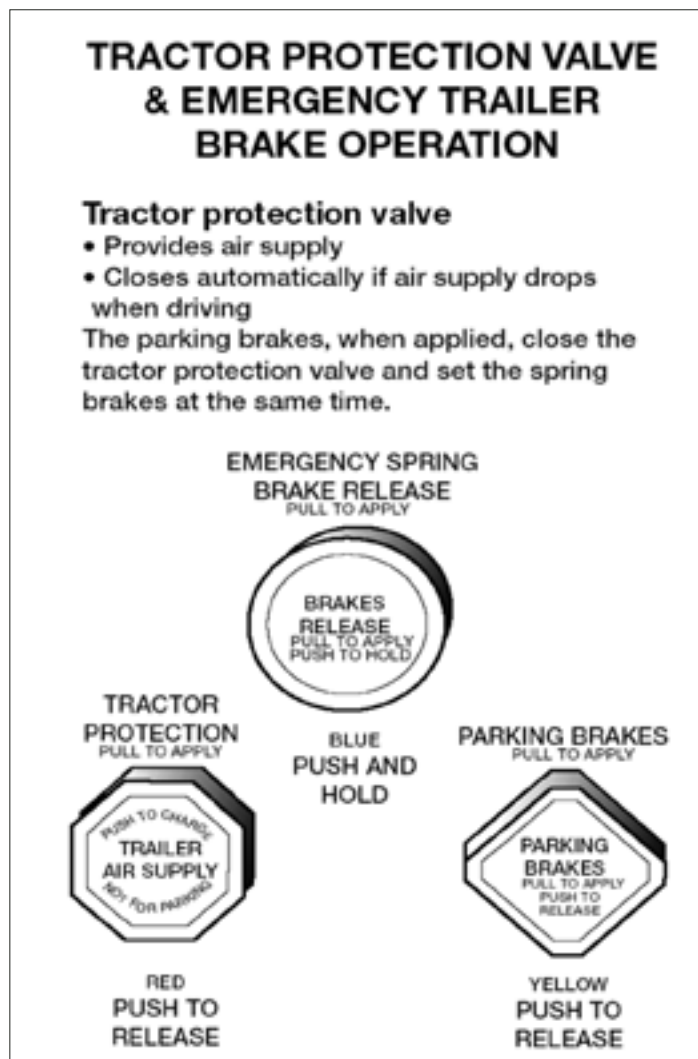 TRACTOR PROTECTION VALVE
& EMERGENCY TRAILER
BRAKE OPERATION
Tractor protection valve
• Provides air supply
• Closes automatically if air supply drops
when driving
The parking brakes, when applied, close the
tractor protection valve and set the spring
brakes at the same time.
EMERGENCY SPRING
BRAKE RELEASE
PULL TO APPLY
BRAKES
RELEASE
PULL TO APPLY
PUSH TO HOLD
BLUE
PUSH AND
HOLD
TRACTOR
PROTECTION
PULL TO APPLY
PUSH TO CHARGE
TRAILER
AIR SUPPLY
NOT FOR PARKING
RED
PUSH TO
RELEASE
PARKING BRAKES
PULL TO APPLY
PARKING
BRAKES
PULL TO APPLY
PUSH TO
RELEASE
YELLOW
PUSH TO
RELEASE